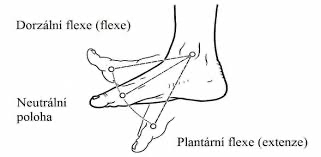 Dorzální flexe (flexe)
Neutrální
poloha
Plantární flexe (extenze)